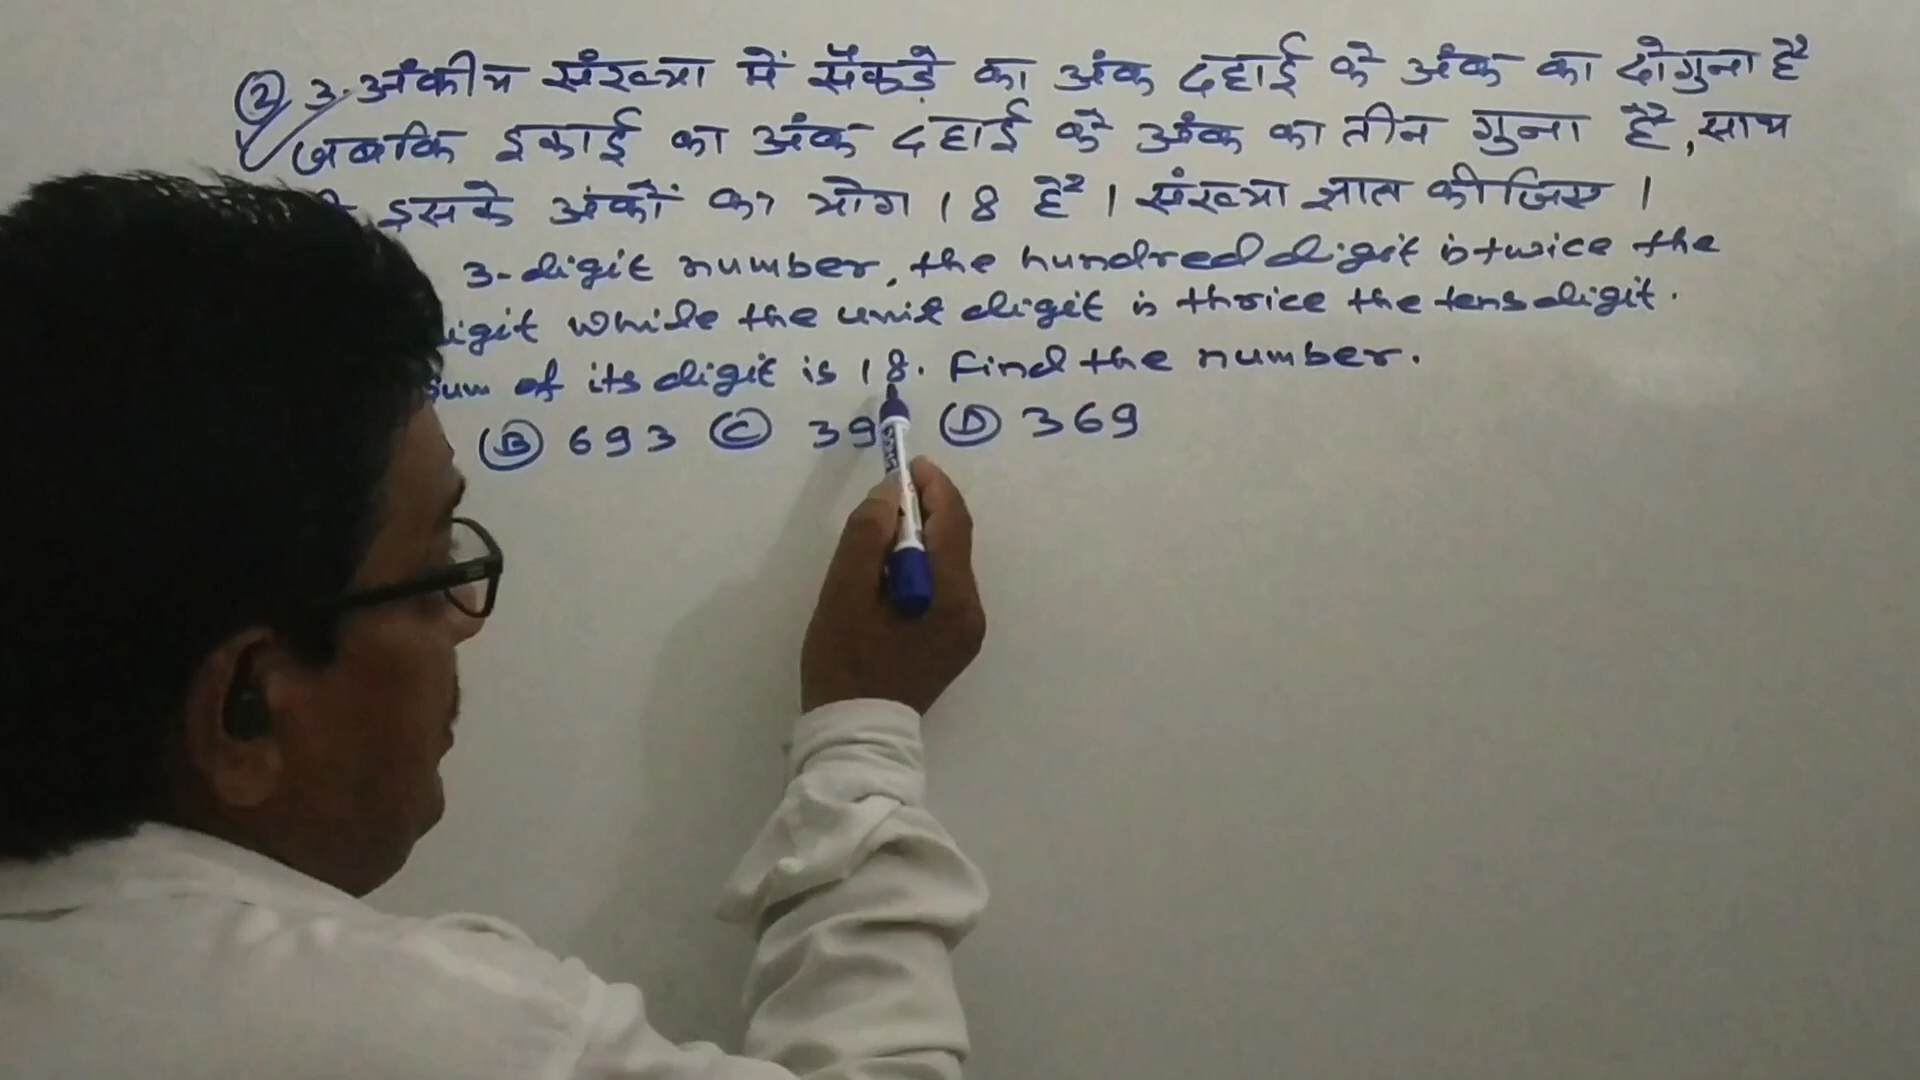 ② 3-अंकीय संख्या में सैंकड़े का अंक दहाई के अंक का दोगुना है
जबकि इकाई का अंक दहाई के अंक का तीन गुना है, साथ
इसके अंकों का योग 18 है । संख्या ज्ञात कीजिए ।
3-digit number, the hundred digit is twice the
digit while the unit digit is thrice the tens digit.
sum of its digit is 18. Find the number.
Ⓑ 693 Ⓒ 39 Ⓓ 369